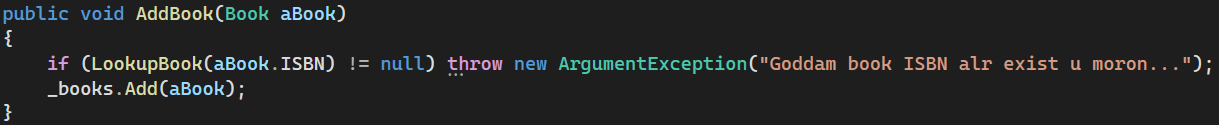 public void AddBook(Book aBook)
{
    if (LookupBook(aBook.ISBN) != null) throw new ArgumentException("Goddam book ISBN alr exist u moron...");
    _books.Add(aBook);
}